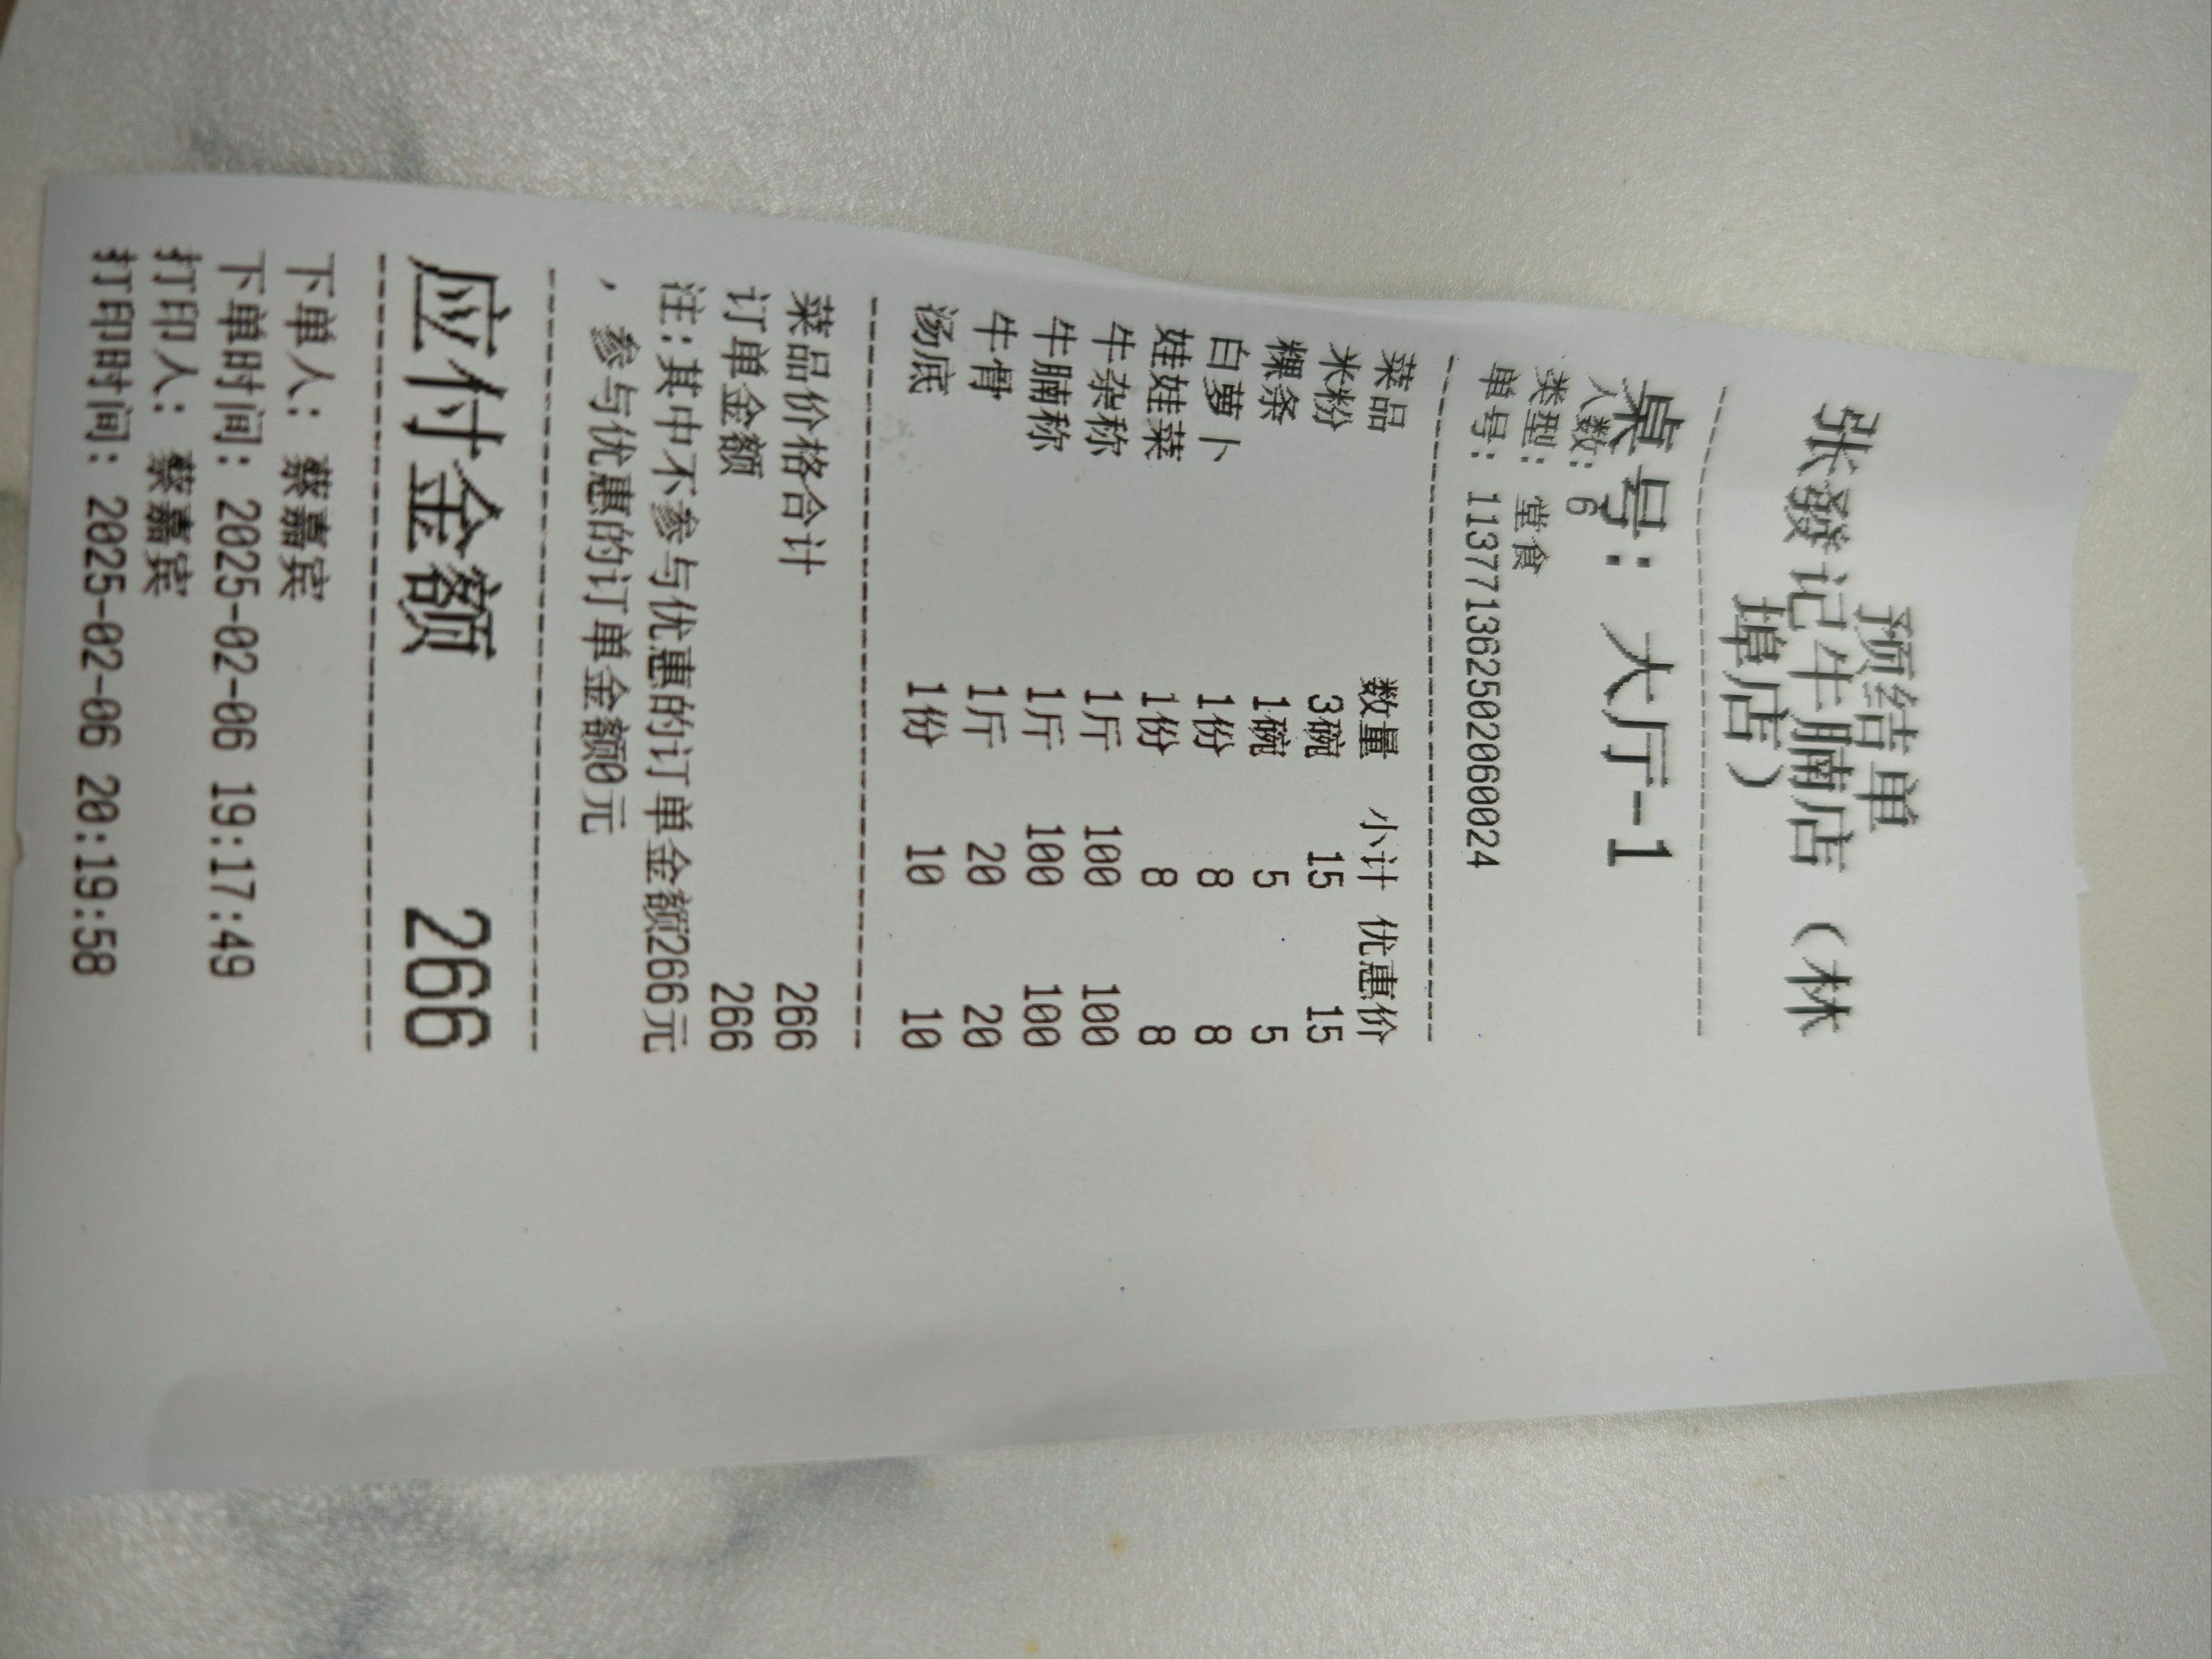 预结单
张發记牛腩店（林
埠店）
桌号：大厅-1
人数：6
类型：堂食
单号：113771362502060024
菜品 数量 小计 优惠价
米粉 3碗 15 15
粿条 1碗 5 5
白萝卜 1份 8 8
娃娃菜 1份 8 8
牛杂称 1斤 100 100
牛腩称 1斤 100 100
牛骨 1斤 20 20
汤底 1份 10 10
菜品价格合计 266
订单金额 266
注：其中不参与优惠的订单金额266元
，参与优惠的订单金额0元
应付金额 266
下单人：蔡嘉宾
下单时间：2025-02-06 19:17:49
打印人：蔡嘉宾
打印时间：2025-02-06 20:19:58